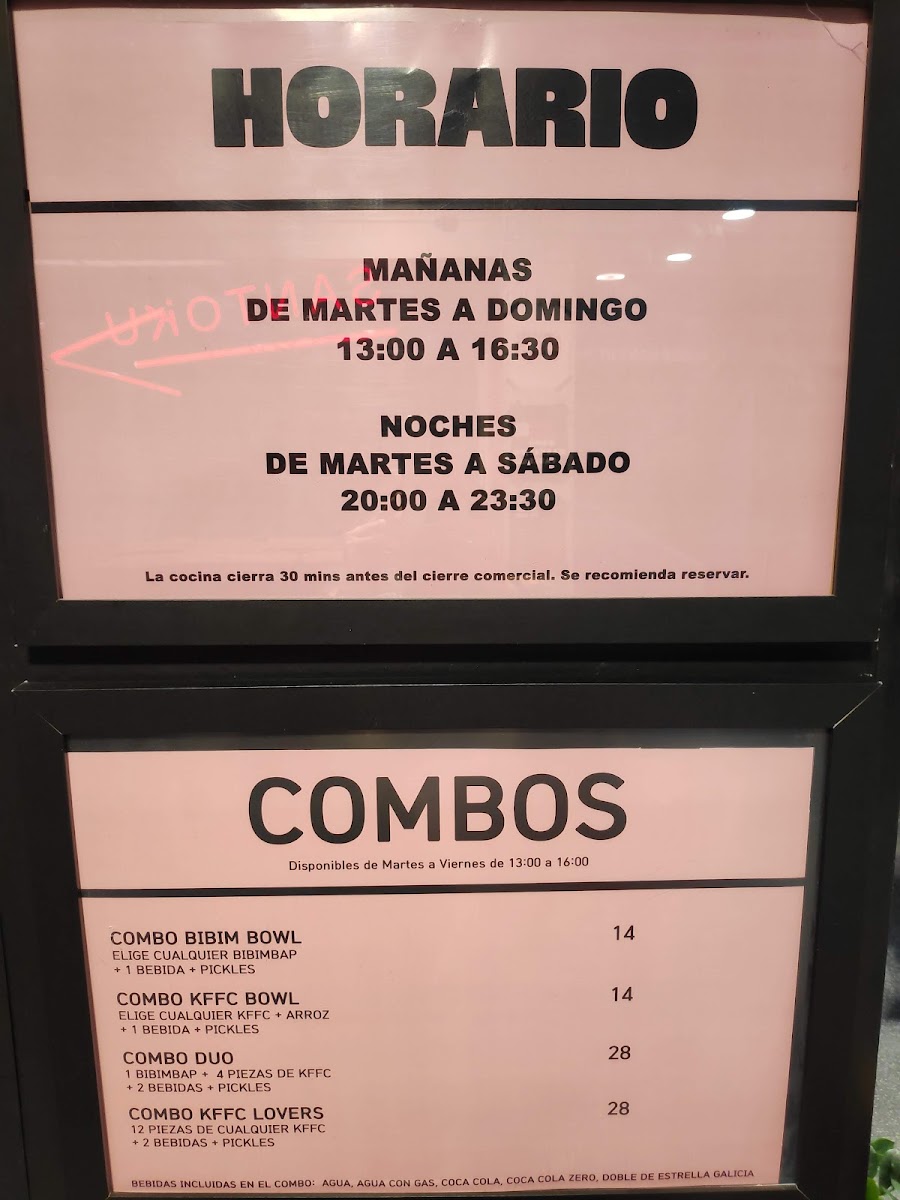 HORARIO
MAÑANAS
DE MARTES A DOMINGO
13:00 A 16:30
SANTOKU
NOCHES
DE MARTES A SÁBADO
20:00 A 23:30
La cocina cierra 30 mins antes del cierre comercial. Se recomienda reservar.
COMBOS
Disponibles de Martes a Viernes de 13:00 a 16:00
COMBO BIBIM BOWL 14
ELIGE CUALQUIER BIBIMBAP
+ 1 BEBIDA + PICKLES
COMBO KFFC BOWL 14
ELIGE CUALQUIER KFFC + ARROZ
+ 1 BEBIDA + PICKLES
COMBO DUO 28
1 BIBIMBAP + 4 PIEZAS DE KFFC
+ 2 BEBIDAS + PICKLES
COMBO KFFC LOVERS 28
12 PIEZAS DE CUALQUIER KFFC
+ 2 BEBIDAS + PICKLES
BEBIDAS INCLUIDAS EN EL COMBO: AGUA, AGUA CON GAS, COCA COLA, COCA COLA ZERO, DOBLE DE ESTRELLA GALICIA